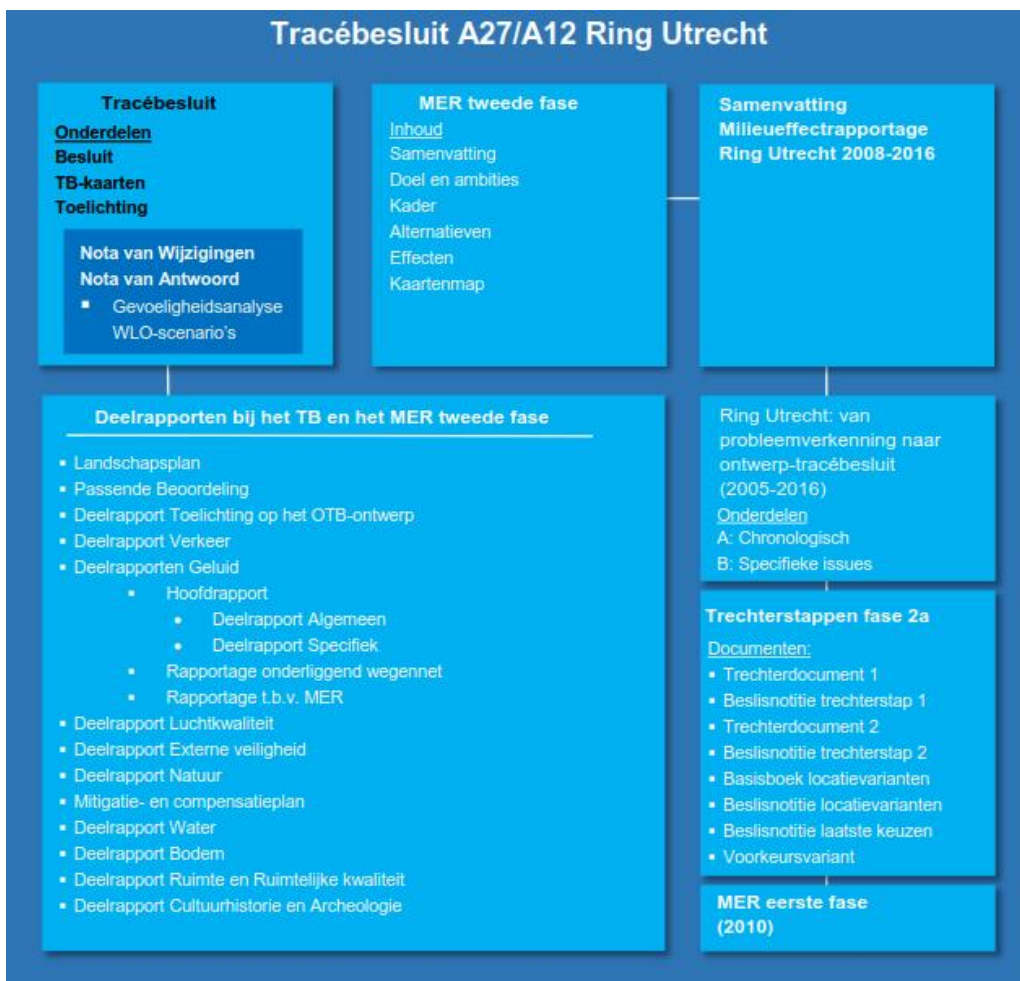 Tracébesluit A27/A12 Ring Utrecht
Tracébesluit
Onderdelen
Besluit
TB-kaarten
Toelichting
Nota van Wijzigingen
Nota van Antwoord
▪ Gevoeligheidsanalyse
WLO-scenario's
MER tweede fase
Inhoud
Samenvatting
Doel en ambities
Kader
Alternatieven
Effecten
Kaartenmap
Samenvatting
Milieueffectrapportage
Ring Utrecht 2008-2016
Deelrapporten bij het TB en het MER tweede fase
▪ Landschapsplan
▪ Passende Beoordeling
▪ Deelrapport Toelichting op het OTB-ontwerp
▪ Deelrapport Verkeer
▪ Deelrapporten Geluid
▪ Hoofdrapport
• Deelrapport Algemeen
• Deelrapport Specifiek
▪ Rapportage onderliggend wegennet
▪ Rapportage t.b.v. MER
▪ Deelrapport Luchtkwaliteit
▪ Deelrapport Externe veiligheid
▪ Deelrapport Natuur
▪ Mitigatie- en compensatieplan
▪ Deelrapport Water
▪ Deelrapport Bodem
▪ Deelrapport Ruimte en Ruimtelijke kwaliteit
▪ Deelrapport Cultuurhistorie en Archeologie
Ring Utrecht: van
probleemverkenning naar
ontwerp-tracébesluit
(2005-2016)
Onderdelen
A: Chronologisch
B: Specifieke issues
Trechterstappen fase 2a
Documenten:
▪ Trechterdocument 1
▪ Beslisnotitie trechterstap 1
▪ Trechterdocument 2
▪ Beslisnotitie trechterstap 2
▪ Basisboek locatievarianten
▪ Beslisnotitie locatievarianten
▪ Beslisnotitie laatste keuzen
▪ Voorkeursvariant
MER eerste fase
(2010)